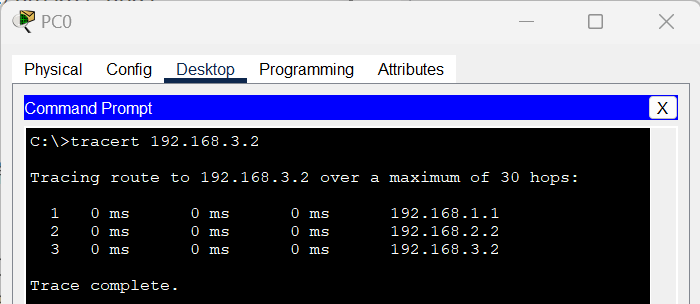 PC0
Physical Config Desktop Programming Attributes
Command Prompt X
C:\>tracert 192.168.3.2
Tracing route to 192.168.3.2 over a maximum of 30 hops:
1 0 ms 0 ms 0 ms 192.168.1.1
2 0 ms 0 ms 0 ms 192.168.2.2
3 0 ms 0 ms 0 ms 192.168.3.2
Trace complete.